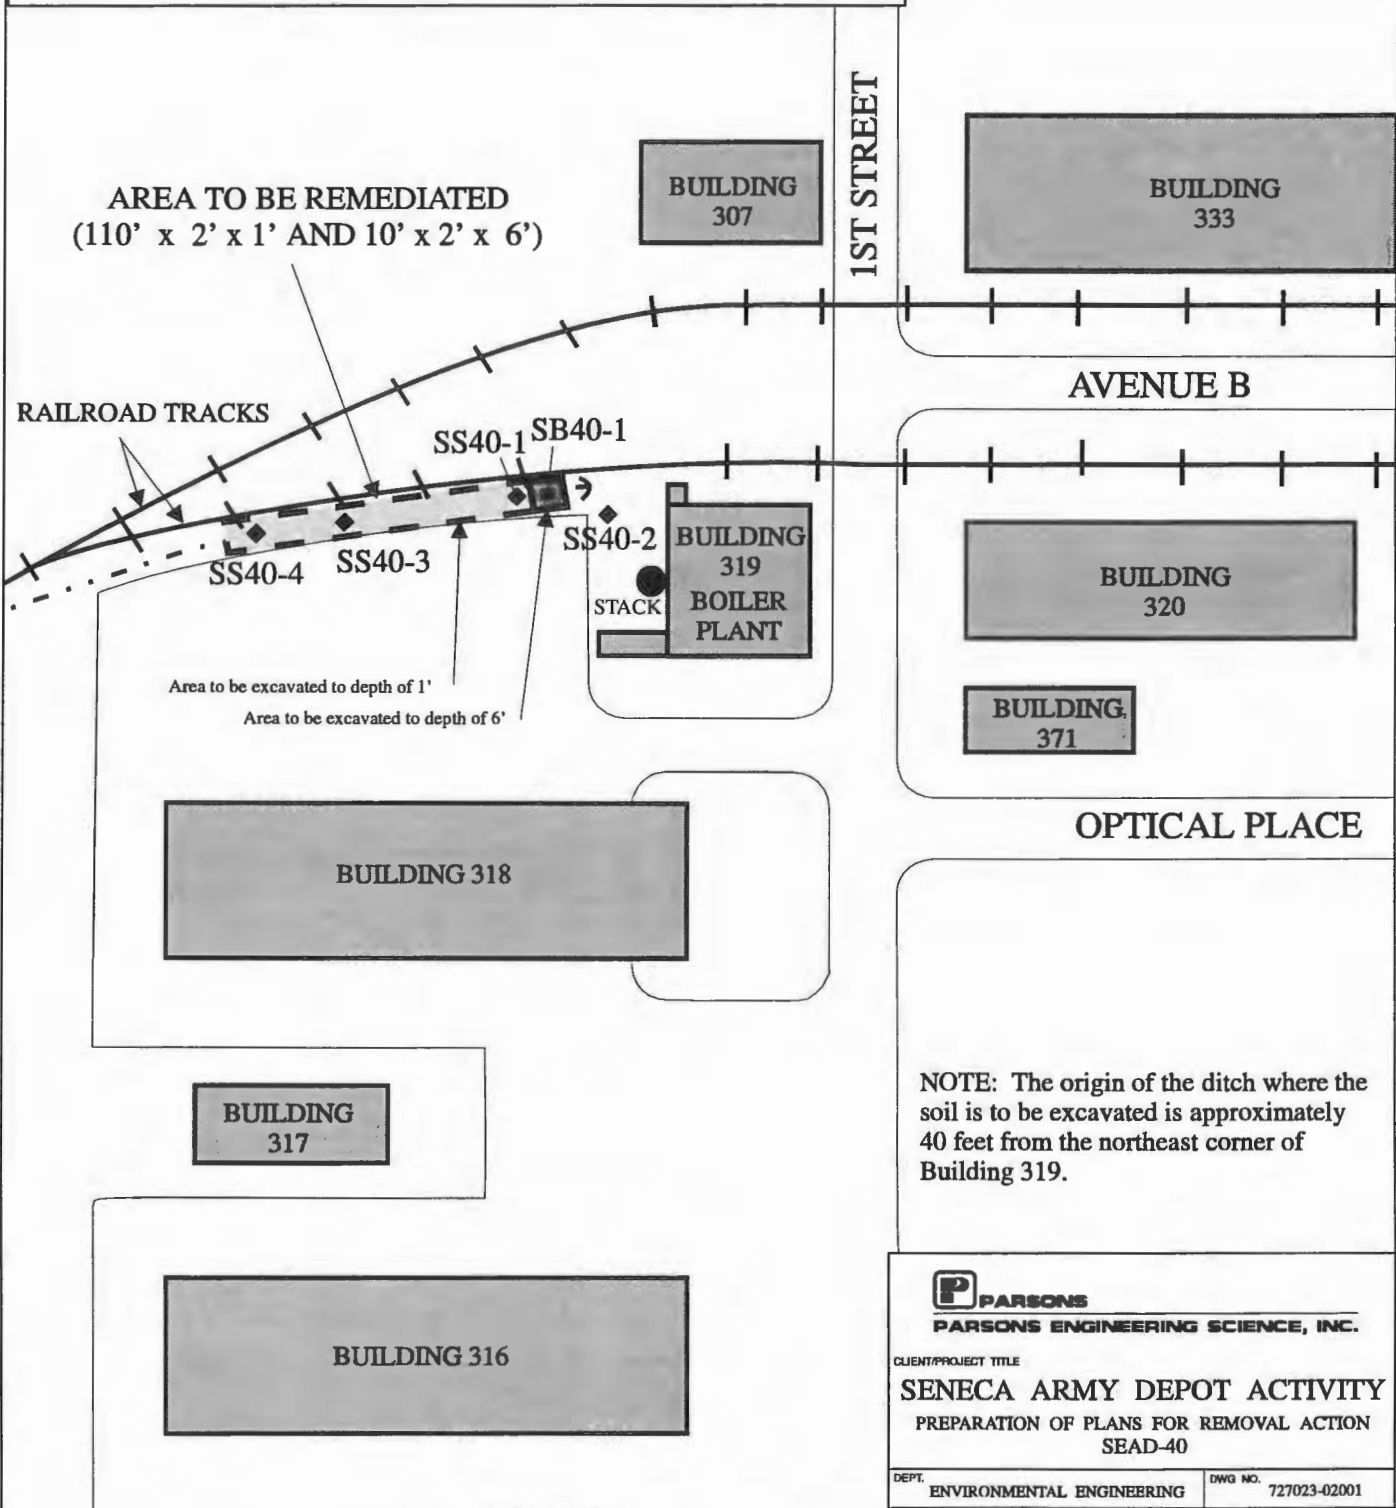 1ST STREET
BUILDING
307
BUILDING
333
AREA TO BE REMEDIATED
(110' x 2' x 1' AND 10' x 2' x 6')
AVENUE B
RAILROAD TRACKS
SS40-1
SB40-1
SS40-2
SS40-3
SS40-4
BUILDING
319
BOILER
PLANT
STACK
BUILDING
320
Area to be excavated to depth of 1'
Area to be excavated to depth of 6'
BUILDING
371
OPTICAL PLACE
BUILDING 318
BUILDING
317
NOTE: The origin of the ditch where the
soil is to be excavated is approximately
40 feet from the northeast corner of
Building 319.
BUILDING 316
P PARSONS
PARSONS ENGINEERING SCIENCE, INC.
CLIENT/PROJECT TITLE
SENECA ARMY DEPOT ACTIVITY
PREPARATION OF PLANS FOR REMOVAL ACTION
SEAD-40
DEPT.
ENVIRONMENTAL ENGINEERING
DWG NO.
727023-02001